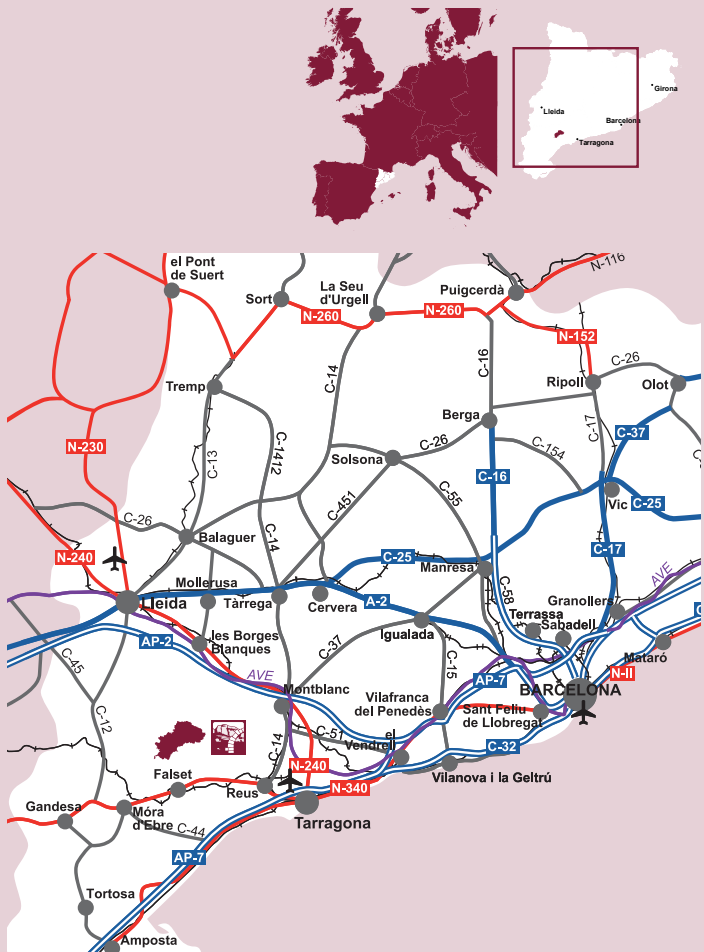 Girona
Lleida
Barcelona
Tarragona
el Pont
de Suert
N-116
La Seu
d'Urgell
Puigcerdà
Sort
N-260
N-260
N-152
C-16
C-14
C-26
Tremp
Ripoll
Olot
C-1412
Berga
C-17
C-37
N-230
C-13
C-26
C-154
Solsona
C-55
C-16
C-451
Vic
C-25
C-26
Balaguer
C-14
C-17
N-240
C-25
Manresa
AVE
Mollerusa
C-58
Lleida
Tàrrega
Cervera
A-2
Granollers
Terrassa
Sabadell
AP-2
les Borges
Blanques
C-37
Igualada
C-45
C-15
Mataró
N-II
AVE
AP-7
BARCELONA
Montblanc
Vilafranca
del Penedès
Sant Feliu
de Llobregat
C-12
C-51
el
Vendrell
C-32
C-14
N-240
Falset
Reus
N-340
Vilanova i la Geltrú
Gandesa
Móra
d'Ebre
C-44
Tarragona
AP-7
Tortosa
Amposta